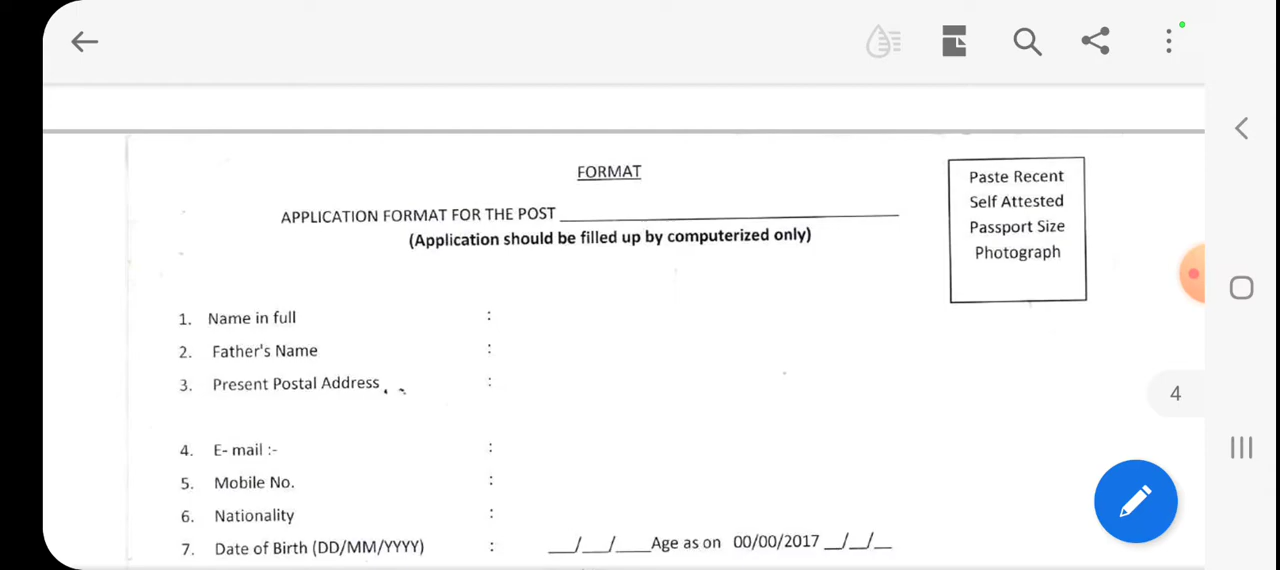 FORMAT
APPLICATION FORMAT FOR THE POST ____________________
(Application should be filled up by computerized only)
Paste Recent
Self Attested
Passport Size
Photograph
1. Name in full :
2. Father's Name :
3. Present Postal Address :
4. E- mail :- :
5. Mobile No. :
6. Nationality :
7. Date of Birth (DD/MM/YYYY) : __/__/____Age as on 00/00/2017 __/__/__
4